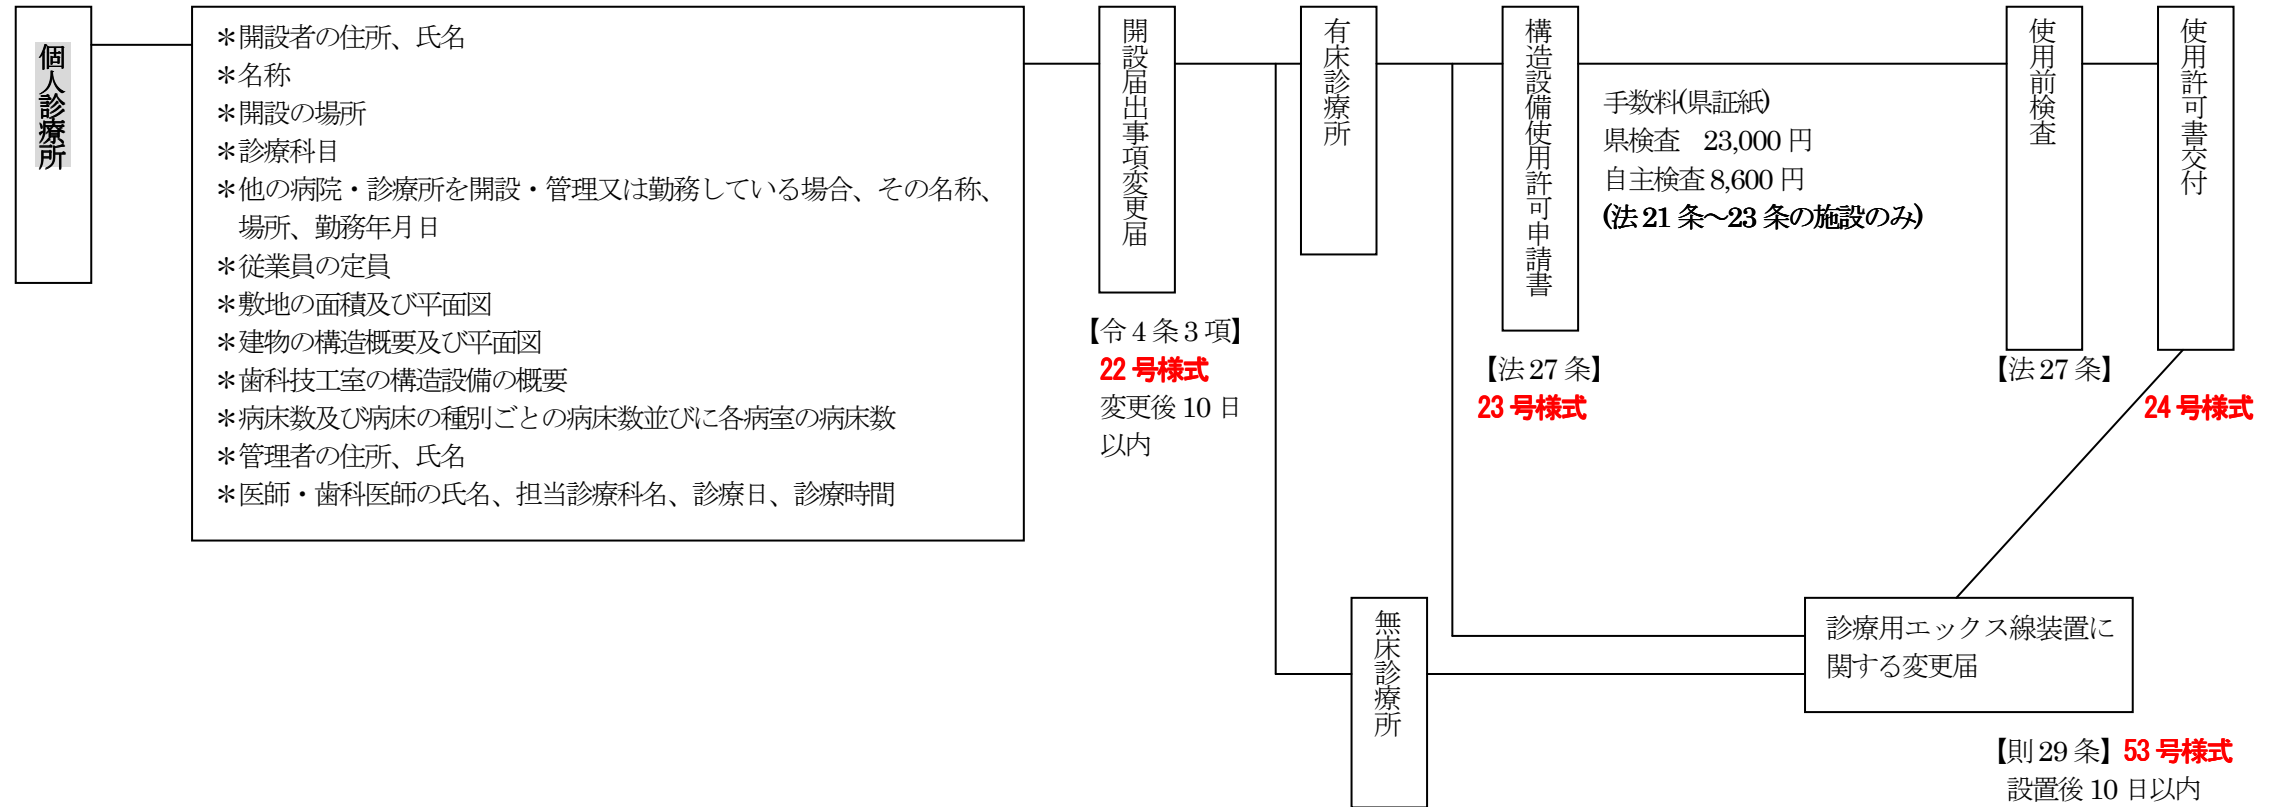 個人診療所
＊開設者の住所、氏名
＊名称
＊開設の場所
＊診療科目
＊他の病院・診療所を開設・管理又は勤務している場合、その名称、
場所、勤務年月日
＊従業員の定員
＊敷地の面積及び平面図
＊建物の構造概要及び平面図
＊歯科技工室の構造設備の概要
＊病床数及び病床の種別ごとの病床数並びに各病室の病床数
＊管理者の住所、氏名
＊医師・歯科医師の氏名、担当診療科名、診療日、診療時間
開設届出事項変更届
【令4条3項】
22号様式
変更後10日
以内
有床診療所
構造設備使用許可申請書
【法27条】
23号様式
手数料(県証紙)
県検査　23,000円
自主検査8,600円
(法21条～23条の施設のみ)
使用前検査
【法27条】
使用許可書交付
24号様式
無床診療所
診療用エックス線装置に
関する変更届
【則29条】53号様式
設置後10日以内